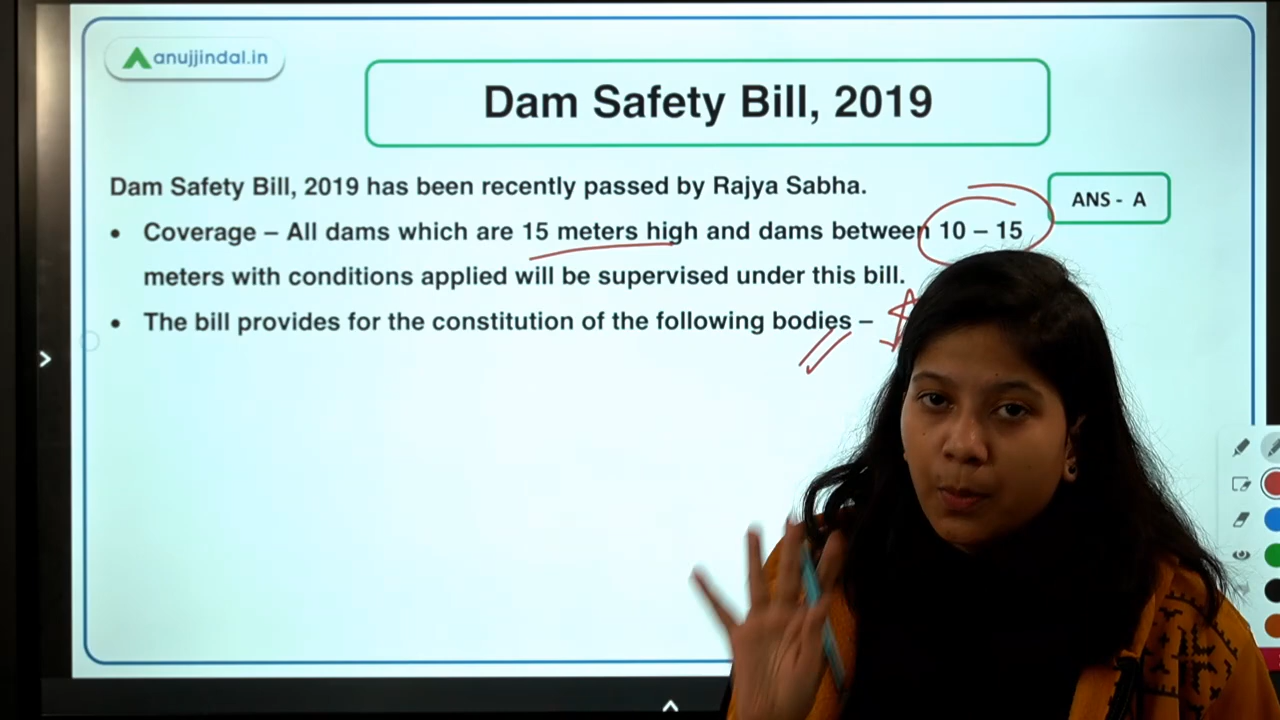 anujjindal.in
Dam Safety Bill, 2019
Dam Safety Bill, 2019 has been recently passed by Rajya Sabha.
ANS - A
• Coverage – All dams which are 15 meters high and dams between 10 – 15
meters with conditions applied will be supervised under this bill.
• The bill provides for the constitution of the following bodies –